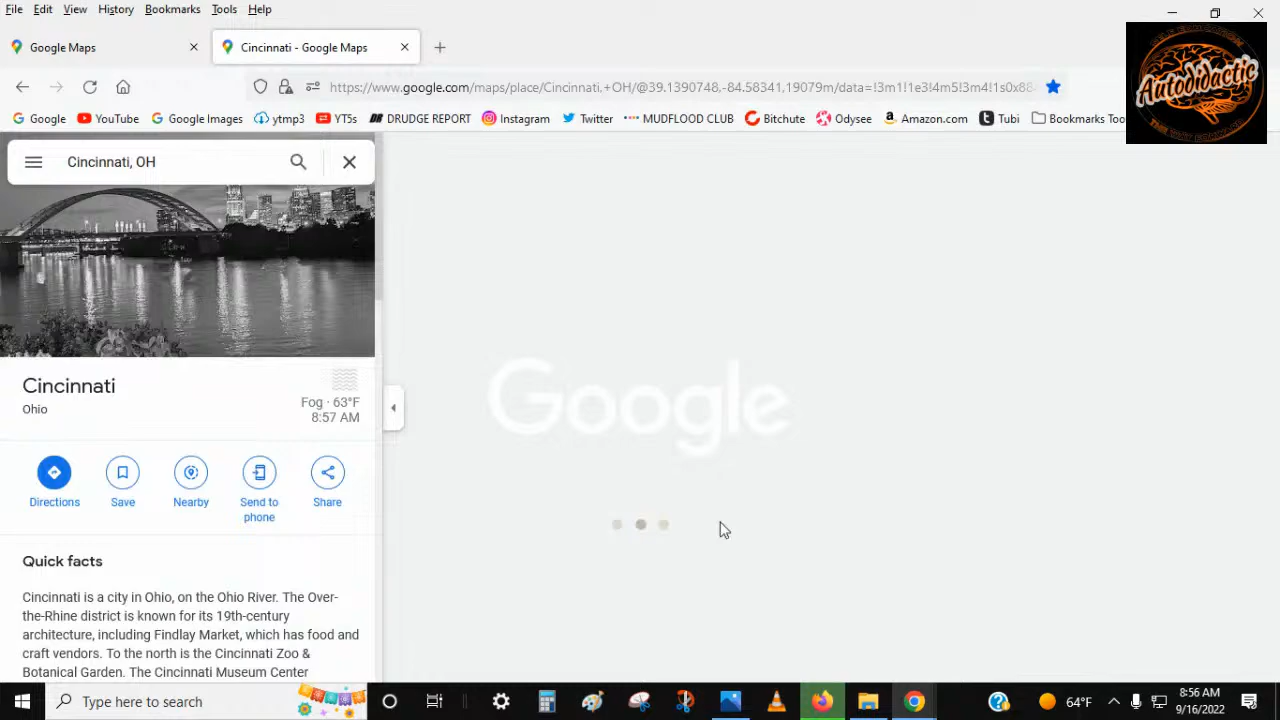 File Edit View History Bookmarks Tools Help
Google Maps
Cincinnati - Google Maps
https://www.google.com/maps/place/Cincinnati,+OH/@39.1390748,-84.58341,19079m/data=!3m1!1e3!4m5!3m4!1s0x88
Google YouTube Google Images ytmp3 YT5s DRUDGE REPORT Instagram Twitter MUDFLOOD CLUB Bitchute Odysee Amazon.com Tubi Bookmarks Too
Autodidactic
Cincinnati, OH
Cincinnati
Ohio
Fog · 63°F
8:57 AM
Google
Directions
Save
Nearby
Send to
phone
Share
Quick facts
Cincinnati is a city in Ohio, on the Ohio River. The Over-
the-Rhine district is known for its 19th-century
architecture, including Findlay Market, which has food and
craft vendors. To the north is the Cincinnati Zoo &
Botanical Garden. The Cincinnati Museum Center
Type here to search
64°F
8:56 AM
9/16/2022